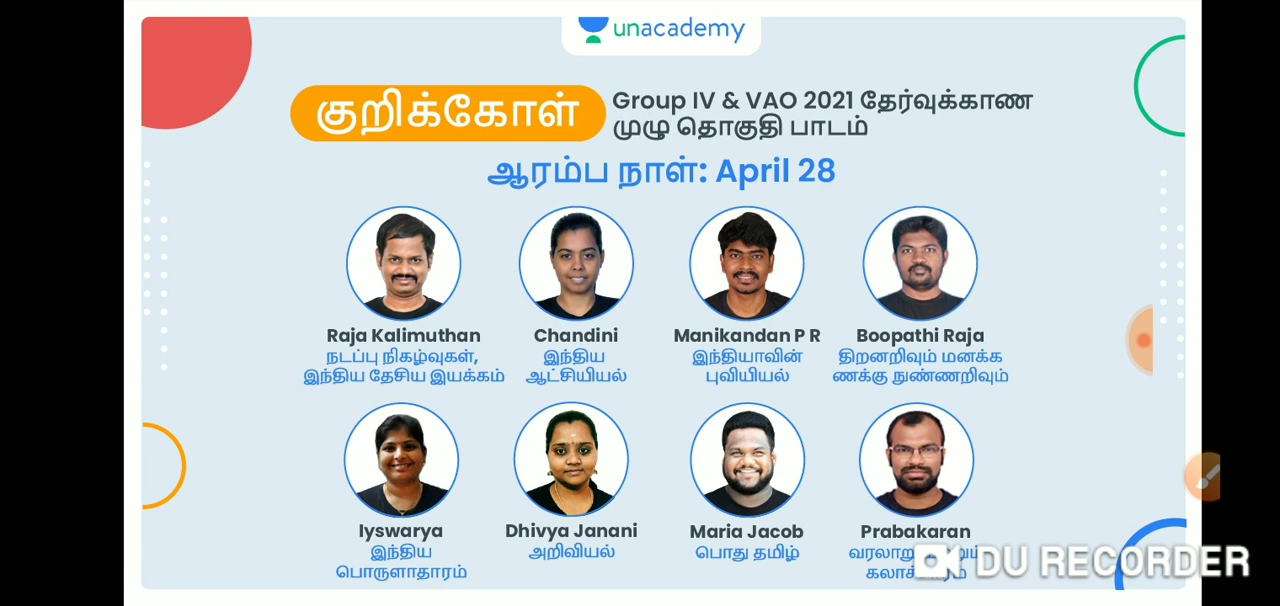 unacademy
குறிக்கோள்
Group IV & VAO 2021 தேர்வுக்காண
முழு தொகுதி பாடம்
ஆரம்ப நாள்: April 28
Raja Kalimuthan
நடப்பு நிகழ்வுகள்,
இந்திய தேசிய இயக்கம்
Chandini
இந்திய
ஆட்சியியல்
Manikandan P R
இந்தியாவின்
புவியியல்
Boopathi Raja
திறனறிவும் மனக்க
ணக்கு நுண்ணறிவும்
Iyswarya
இந்திய
பொருளாதாரம்
Dhivya Janani
அறிவியல்
Maria Jacob
பொது தமிழ்
Prabakaran
DU RECORDER